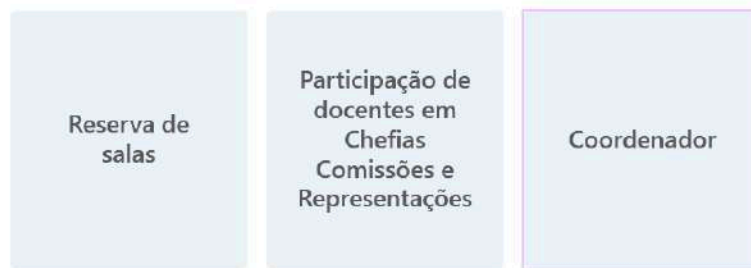 Reserva de
salas
Participação de
docentes em
Chefias
Comissões e
Representações
Coordenador